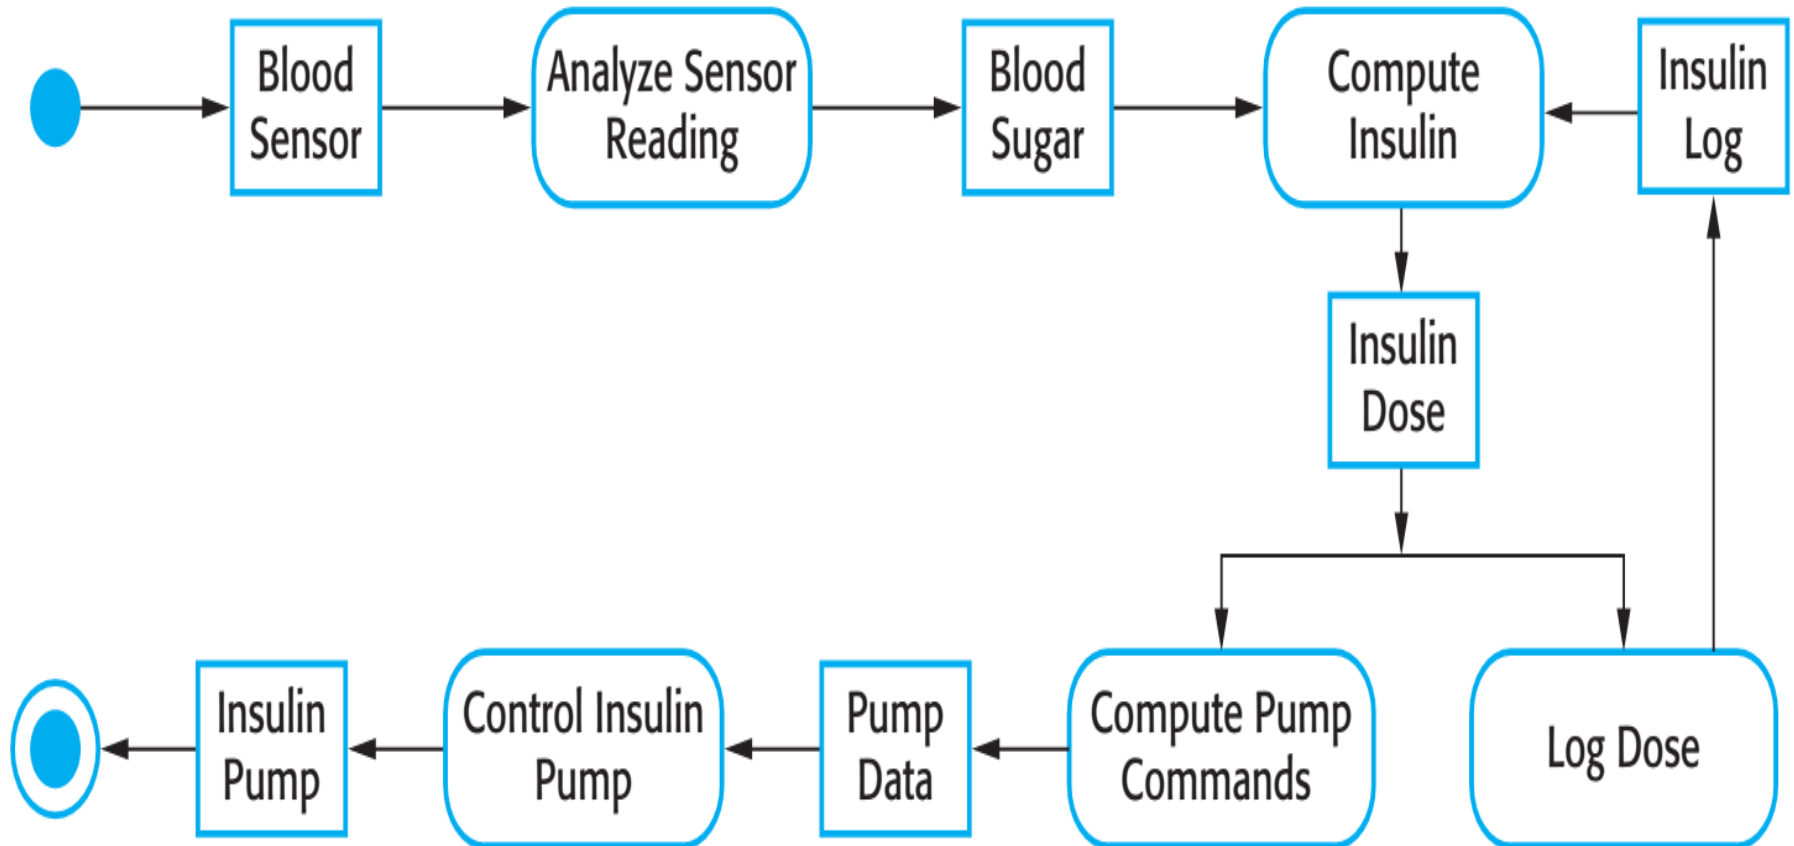 Blood
Sensor
Analyze Sensor
Reading
Blood
Sugar
Compute
Insulin
Insulin
Log
Insulin
Dose
Insulin
Pump
Control Insulin
Pump
Pump
Data
Compute Pump
Commands
Log Dose